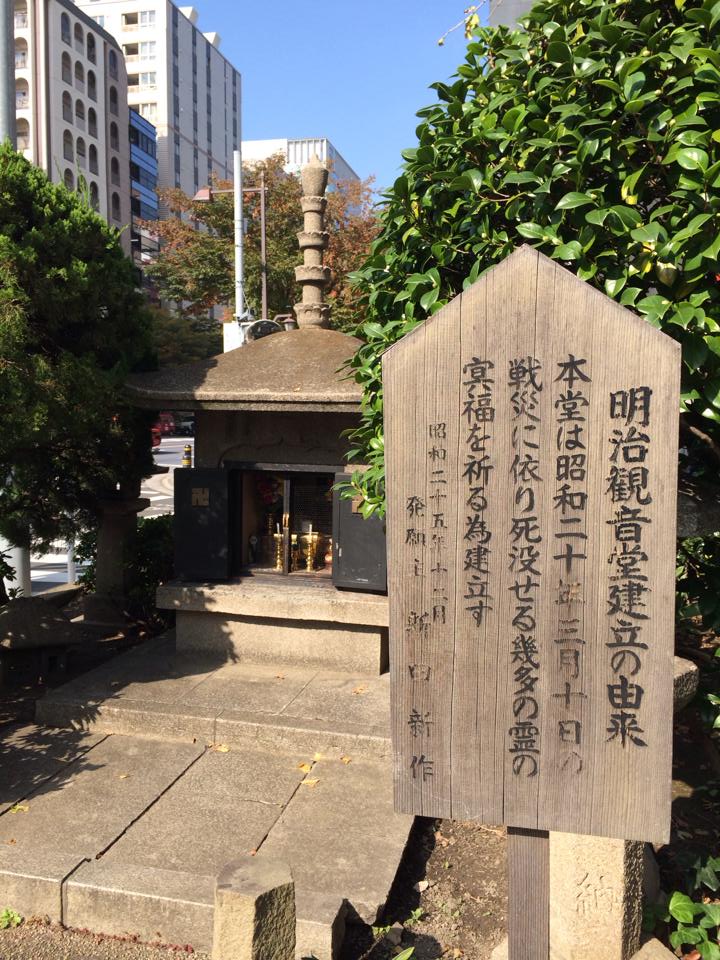 明治観音堂建立の由来
本堂は昭和二十年三月十日の
戦災に依り死没せる幾多の霊の
冥福を祈る為建立す
昭和二十五年十二月
発願主 新田新作
卍
納